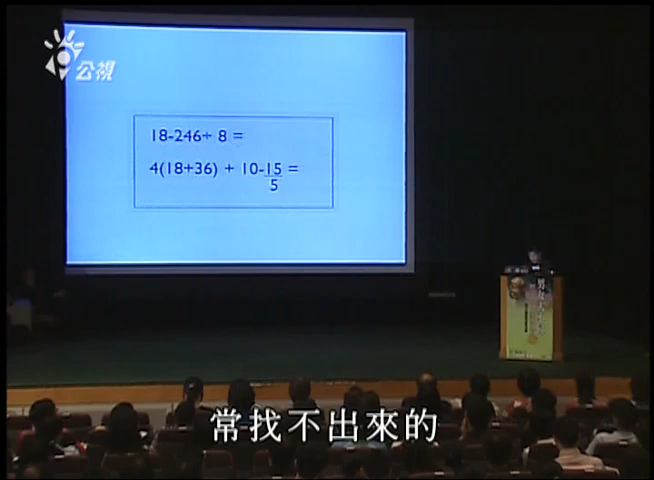 公視
18-246+ 8 =
4(18+36) + 10-15/5 =
常找不出來的